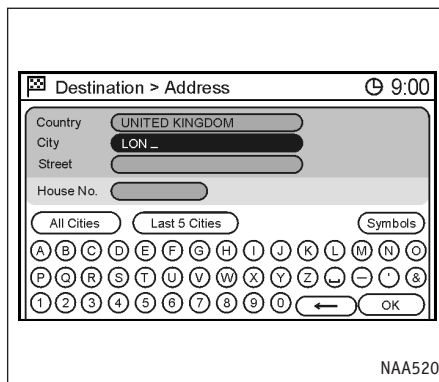 Destination > Address 9:00
Country UNITED KINGDOM
City LON _
Street
House No.
All Cities Last 5 Cities Symbols
A B C D E F G H I J K L M N O
P Q R S T U V W X Y Z ␣ – ' &
1 2 3 4 5 6 7 8 9 0 ← OK
NAA520